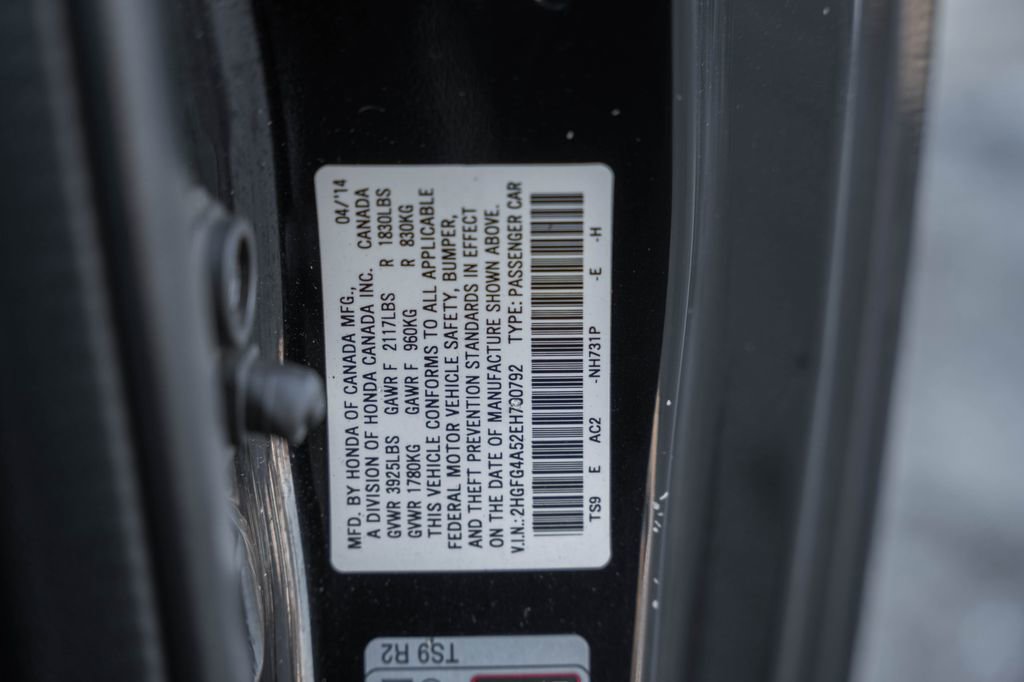 MFD. BY HONDA OF CANADA MFG., 04/'14
A DIVISION OF HONDA CANADA INC. CANADA
GVWR 3925LBS GAWR F 2117LBS R 1830LBS
GVWR 1780KG GAWR F 960KG R 830KG
THIS VEHICLE CONFORMS TO ALL APPLICABLE
FEDERAL MOTOR VEHICLE SAFETY, BUMPER,
AND THEFT PREVENTION STANDARDS IN EFFECT
ON THE DATE OF MANUFACTURE SHOWN ABOVE.
V.I.N.:2HGFG4A52EH700792 TYPE: PASSENGER CAR
TS9 E AC2 -NH731P -E -H
TS9 R2